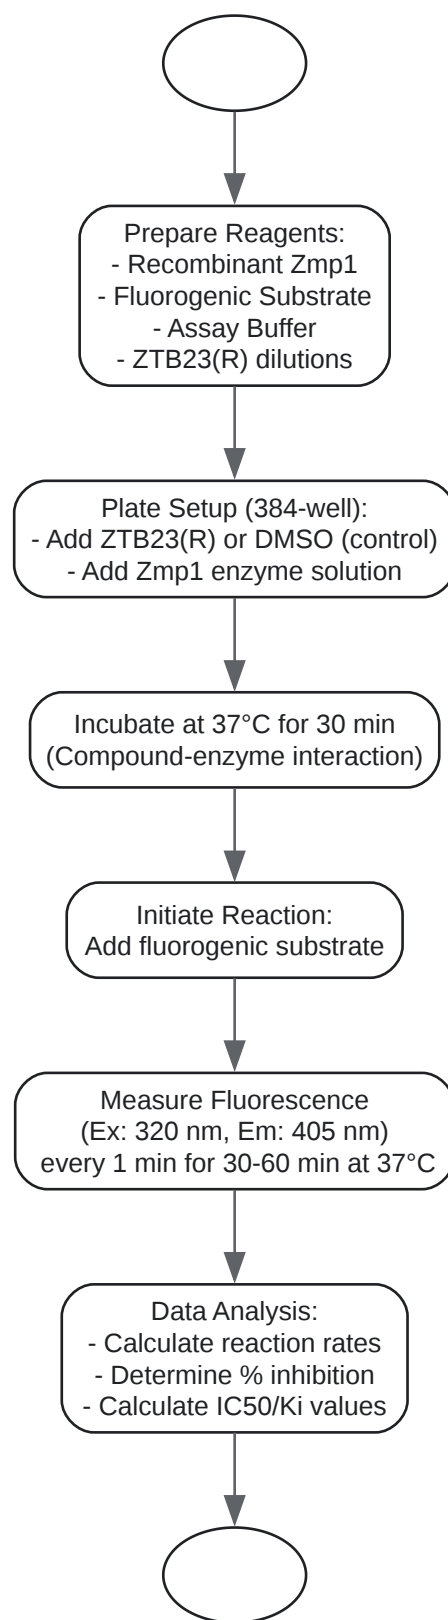 Prepare Reagents:
- Recombinant Zmp1
- Fluorogenic Substrate
- Assay Buffer
- ZTB23(R) dilutions
Plate Setup (384-well):
- Add ZTB23(R) or DMSO (control)
- Add Zmp1 enzyme solution
Incubate at 37°C for 30 min
(Compound-enzyme interaction)
Initiate Reaction:
Add fluorogenic substrate
Measure Fluorescence
(Ex: 320 nm, Em: 405 nm)
every 1 min for 30-60 min at 37°C
Data Analysis:
- Calculate reaction rates
- Determine % inhibition
- Calculate IC50/Ki values